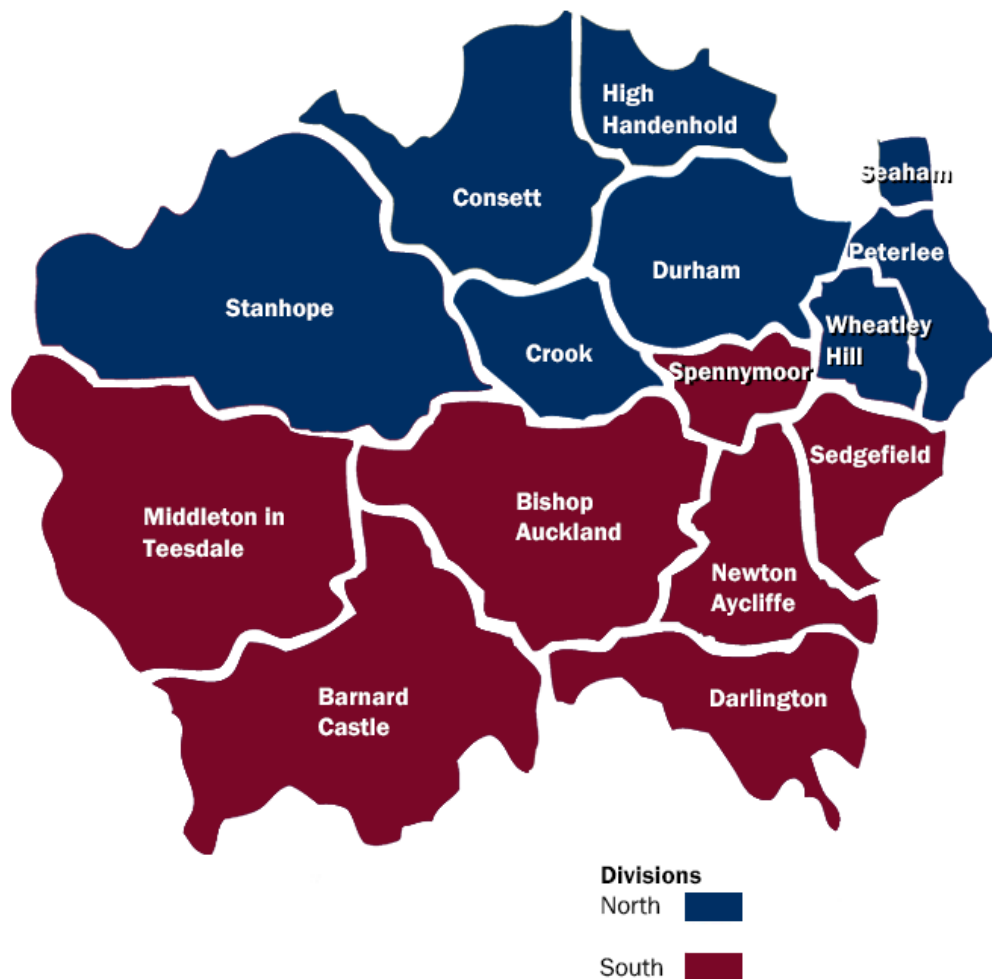 High
Handenhold
Seaham
Consett
Peterlee
Durham
Stanhope
Wheatley
Hill
Crook
Spennymoor
Sedgefield
Middleton in
Teesdale
Bishop
Auckland
Newton
Aycliffe
Barnard
Castle
Darlington
Divisions
North
South